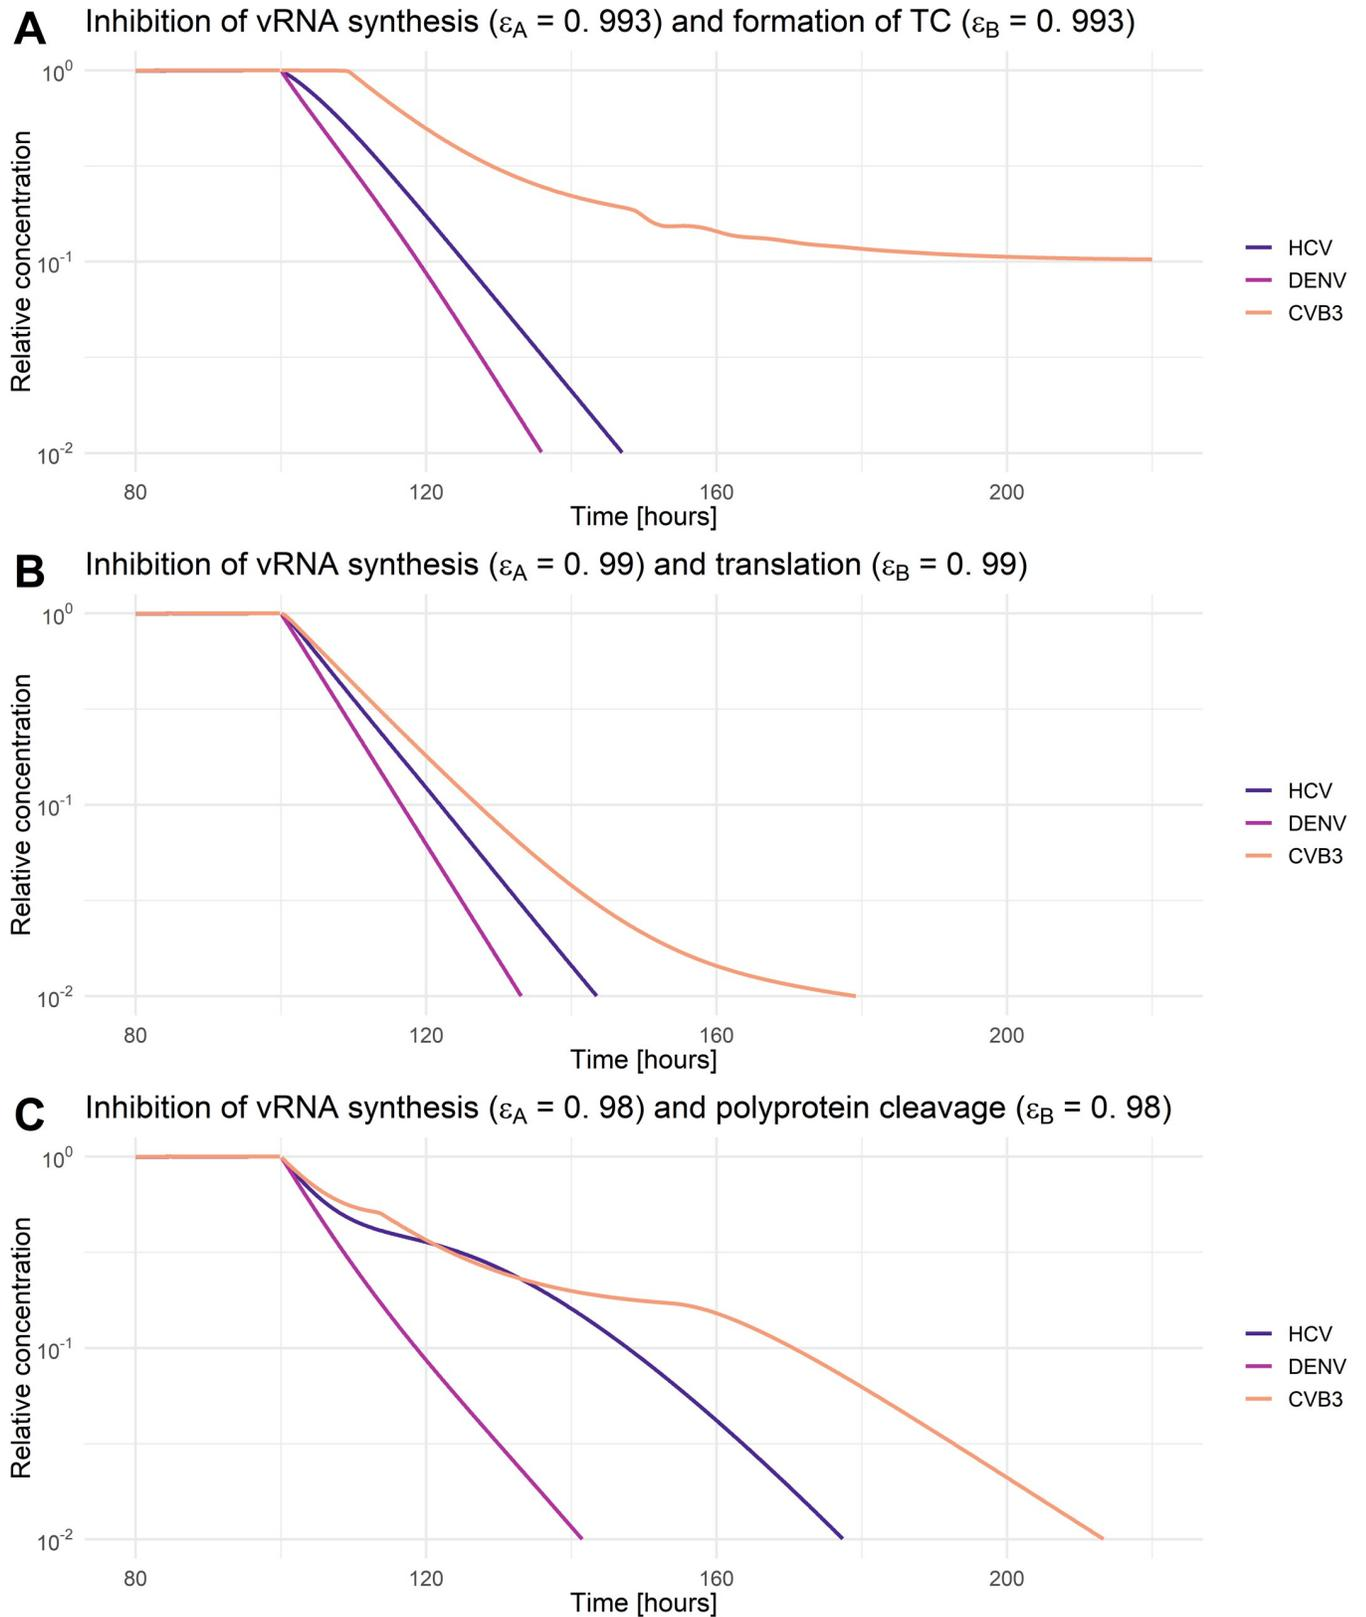 A
Inhibition of vRNA synthesis (εA = 0. 993) and formation of TC (εB = 0. 993)
10^0
10^-1
10^-2
Relative concentration
80 120 160 200
Time [hours]
HCV
DENV
CVB3
B
Inhibition of vRNA synthesis (εA = 0. 99) and translation (εB = 0. 99)
10^0
10^-1
10^-2
Relative concentration
80 120 160 200
Time [hours]
HCV
DENV
CVB3
C
Inhibition of vRNA synthesis (εA = 0. 98) and polyprotein cleavage (εB = 0. 98)
10^0
10^-1
10^-2
Relative concentration
80 120 160 200
Time [hours]
HCV
DENV
CVB3